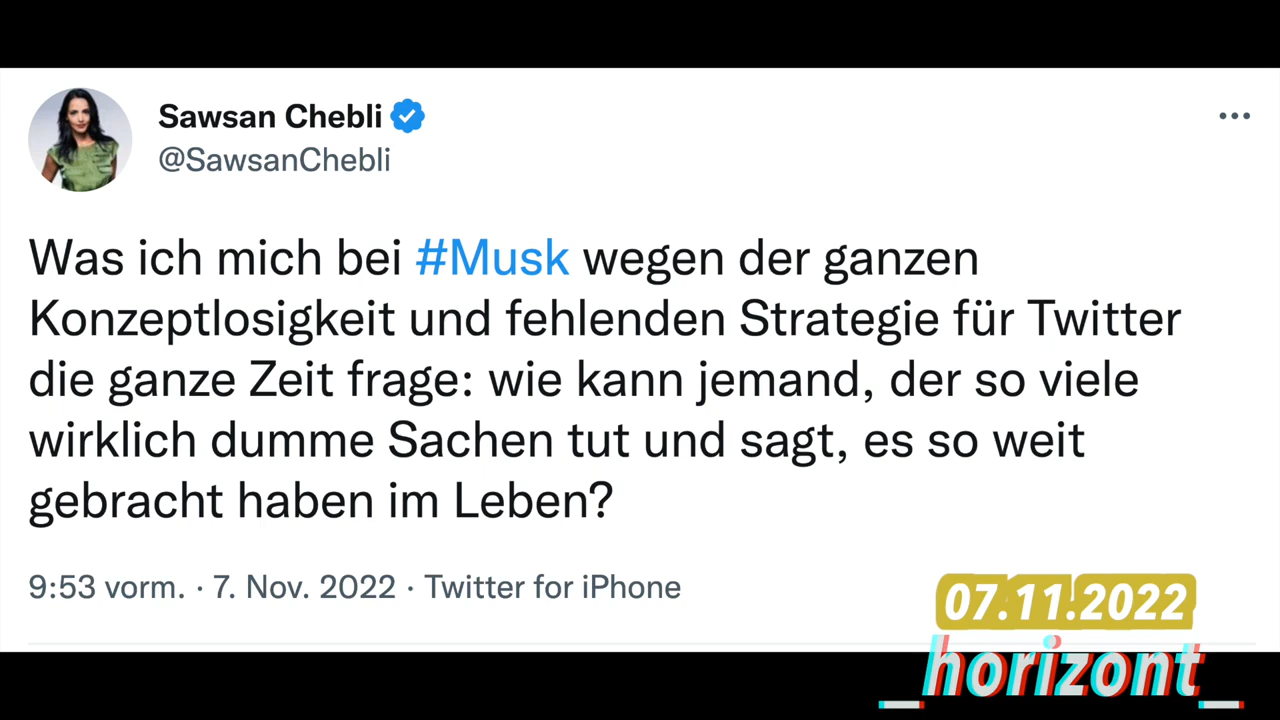 Sawsan Chebli
@SawsanChebli
Was ich mich bei #Musk wegen der ganzen
Konzeptlosigkeit und fehlenden Strategie für Twitter
die ganze Zeit frage: wie kann jemand, der so viele
wirklich dumme Sachen tut und sagt, es so weit
gebracht haben im Leben?
9:53 vorm. · 7. Nov. 2022 · Twitter for iPhone
07.11.2022
_horizont_